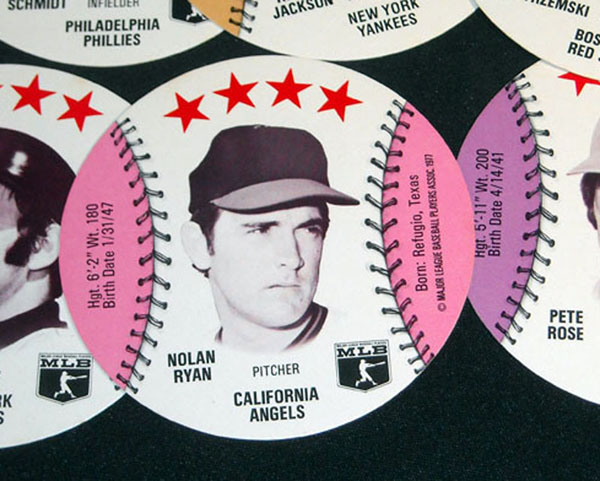 SCHMIDT
INFIELDER
PHILADELPHIA
PHILLIES
JACKSON
NEW YORK
YANKEES
BOS
RED
Hgt. 6'-2" Wt. 180
Birth Date 1/31/47
NOLAN
RYAN
PITCHER
CALIFORNIA
ANGELS
MLB
Born: Refugio, Texas
© MAJOR LEAGUE BASEBALL PLAYERS ASSOC 1977
MLB
Hgt. 5'-11" Wt. 200
Birth Date 4/14/41
PETE
ROSE